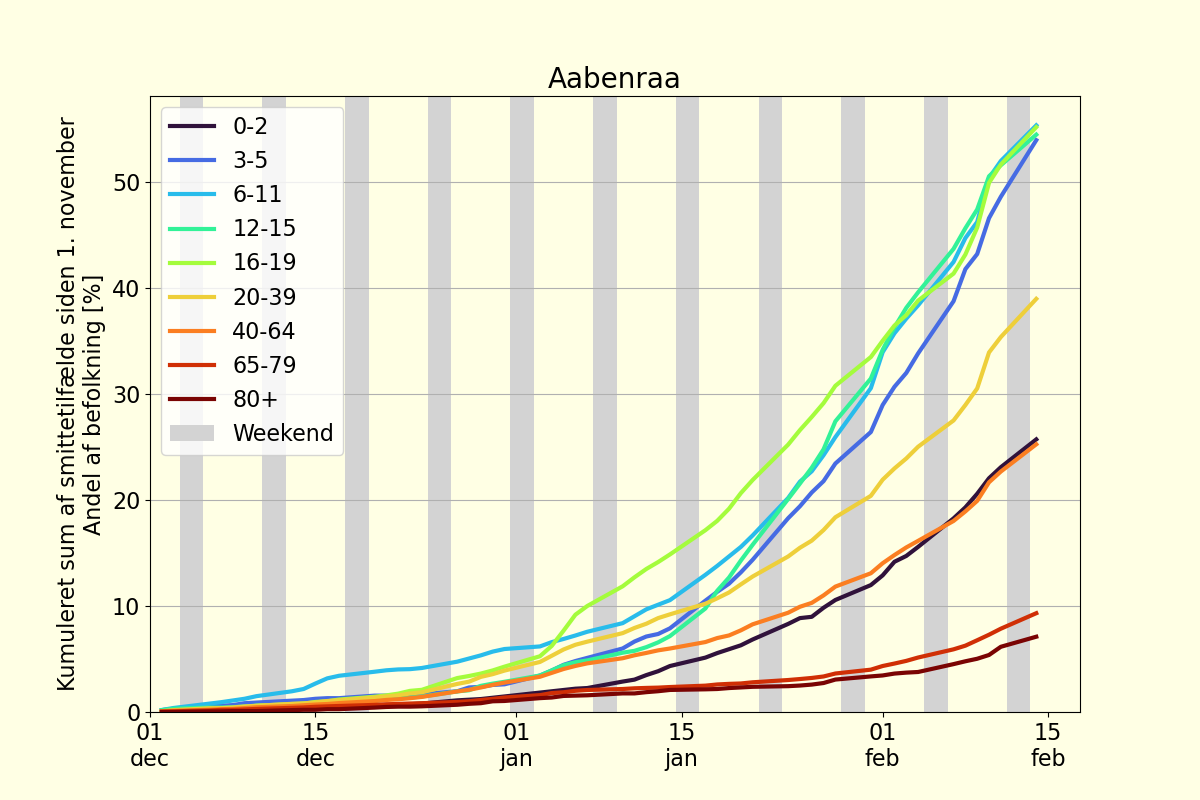 Aabenraa
Kumuleret sum af smittetilfælde siden 1. november
Andel af befolkning [%]
50
40
30
20
10
0
0-2
3-5
6-11
12-15
16-19
20-39
40-64
65-79
80+
Weekend
01 15 01 15 01 15
dec dec jan jan feb feb